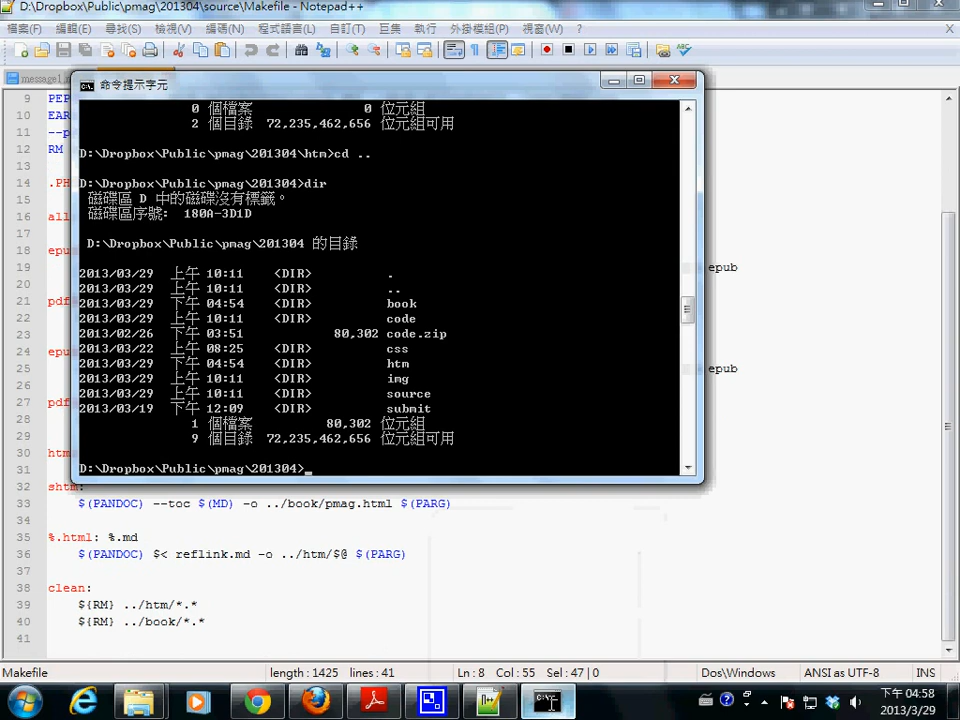 D:\Dropbox\Public\pmag\201304\source\Makefile - Notepad++
檔案(F) 編輯(E) 尋找(S) 檢視(V) 編碼(N) 程式語言(L) 設定(T) 巨集 執行 外掛模組(P) 視窗(W) ? X
message1
命令提示字元
0 個檔案 0 位元組
2 個目錄 72,235,462,656 位元組可用
D:\Dropbox\Public\pmag\201304\htm>cd ..
D:\Dropbox\Public\pmag\201304>dir
磁碟區 D 中的磁碟沒有標籤。
磁碟區序號: 180A-3D1D
D:\Dropbox\Public\pmag\201304 的目錄
2013/03/29 上午 10:11 <DIR> .
2013/03/29 上午 10:11 <DIR> ..
2013/03/29 下午 04:54 <DIR> book
2013/03/29 上午 10:11 <DIR> code
2013/02/26 下午 03:51 80,302 code.zip
2013/03/22 上午 08:25 <DIR> css
2013/03/29 下午 04:54 <DIR> htm
2013/03/29 上午 10:11 <DIR> img
2013/03/29 上午 10:11 <DIR> source
2013/03/19 下午 12:09 <DIR> submit
1 個檔案 80,302 位元組
9 個目錄 72,235,462,656 位元組可用
D:\Dropbox\Public\pmag\201304>_
9 PEP
10 EAR
11 --p
12 RM
13
14 .PH
15
16 all
17
18 epu
19 epub
20
21 pdf
22
23
24 epu
25 epub
26
27 pdf
28
29
30 htm
31
32 shtm:
33 $(PANDOC) --toc $(MD) -o ../book/pmag.html $(PARG)
34
35 %.html: %.md
36 $(PANDOC) $< reflink.md -o ../htm/$@ $(PARG)
37
38 clean:
39 ${RM} ../htm/*.*
40 ${RM} ../book/*.*
41
Makefile length : 1425 lines : 41 Ln : 8 Col : 55 Sel : 47 | 0 Dos\Windows ANSI as UTF-8 INS
下午 04:58
2013/3/29